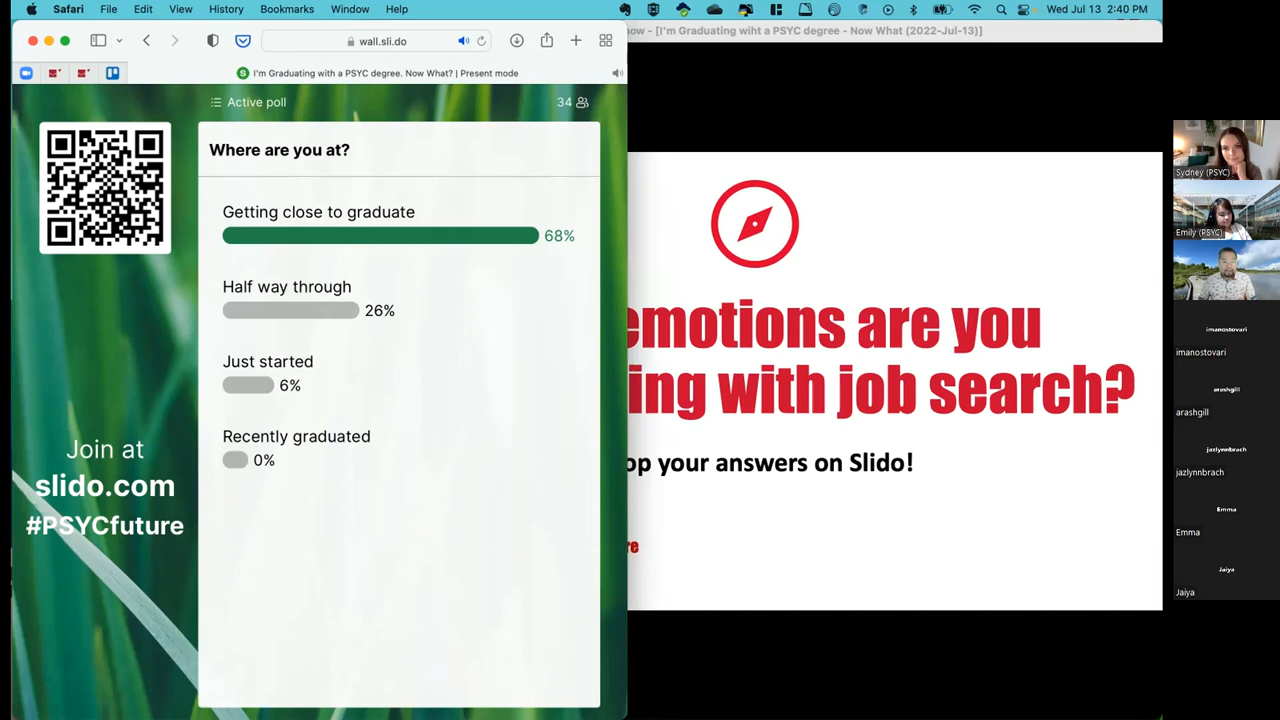 Safari File Edit View History Bookmarks Window Help
Wed Jul 13 2:40 PM
wall.sli.do
I'm Graduating with a PSYC degree. Now What? | Present mode
- [I'm Graduating wiht a PSYC degree - Now What (2022-Jul-13)]
Active poll
34
Where are you at?
Getting close to graduate
68%
Half way through
26%
Just started
6%
Recently graduated
0%
Join at
slido.com
#PSYCfuture
emotions are you
ing with job search?
op your answers on Slido!
re
Sydney (PSYC)
Emily (PSYC)
imanostovari
imanostovari
arashgill
arashgill
jazlynnbrach
jazlynnbrach
Emma
Emma
Jaiya
Jaiya